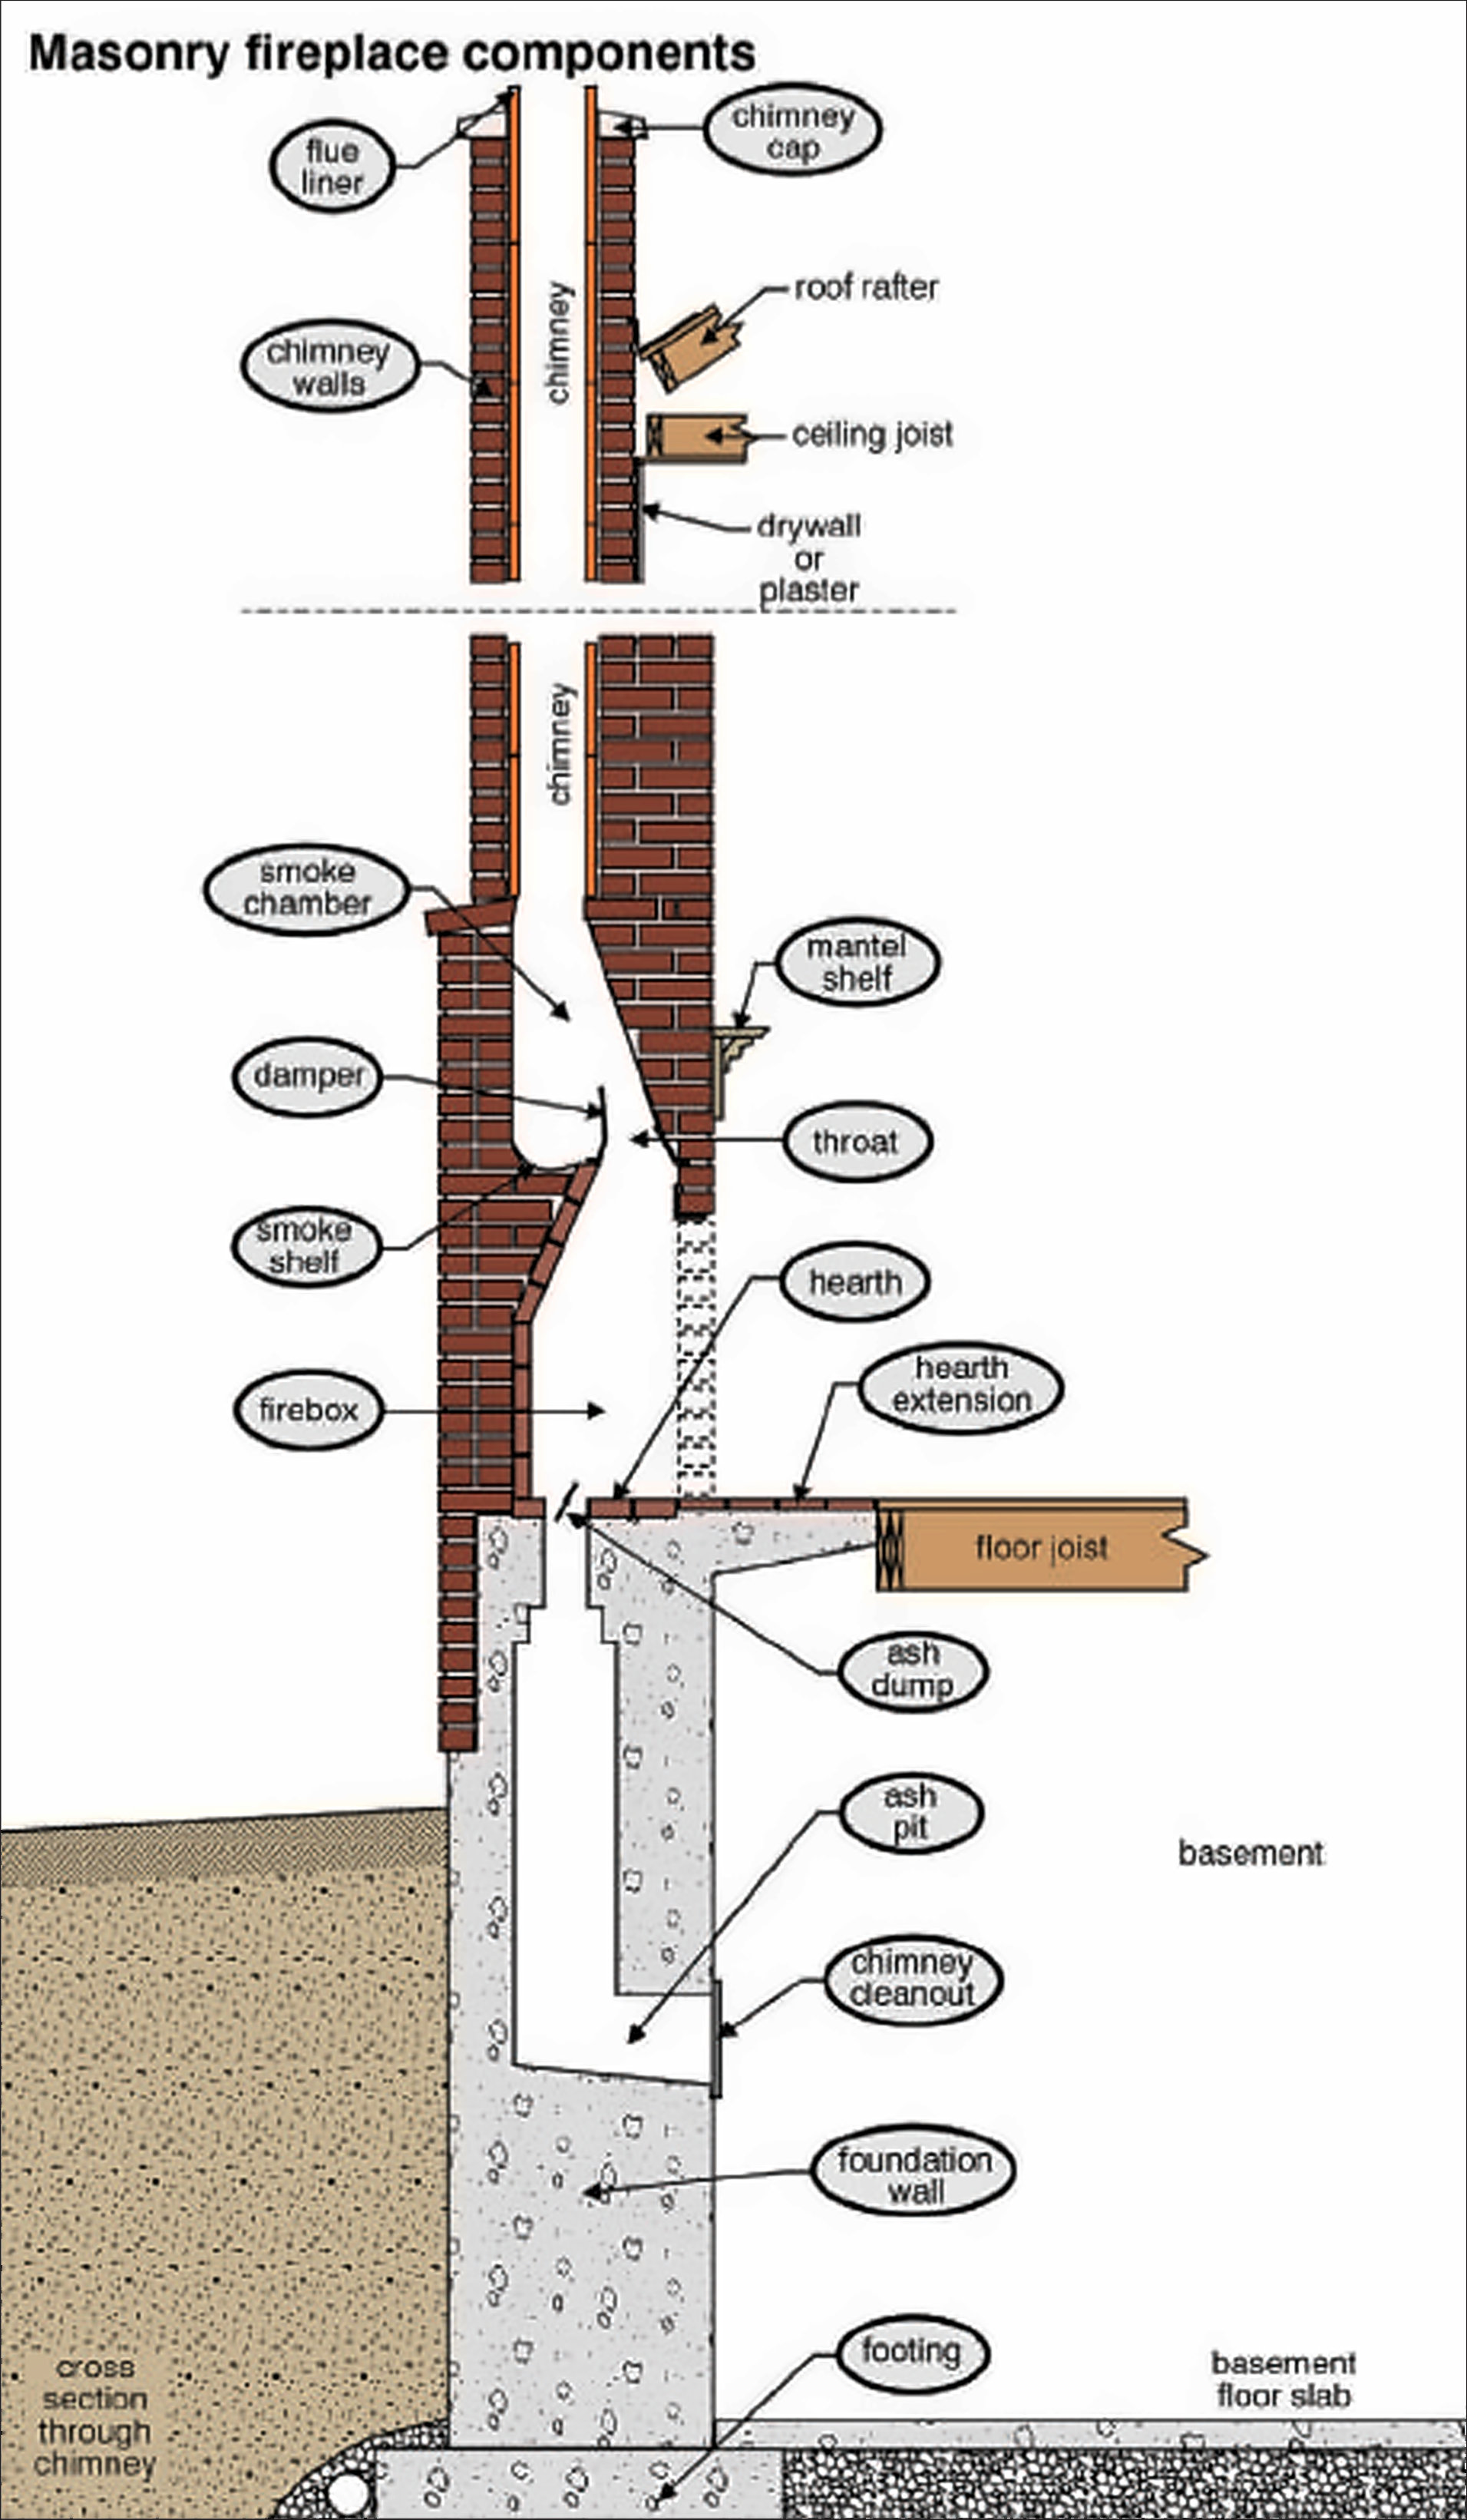 Masonry fireplace components
flue
liner
chimney
cap
chimney
roof rafter
chimney
walls
ceiling joist
drywall
or
plaster
chimney
smoke
chamber
mantel
shelf
damper
throat
smoke
shelf
hearth
hearth
extension
firebox
floor joist
ash
dump
ash
pit
basement
chimney
cleanout
foundation
wall
footing
basement
floor slab
cross
section
through
chimney